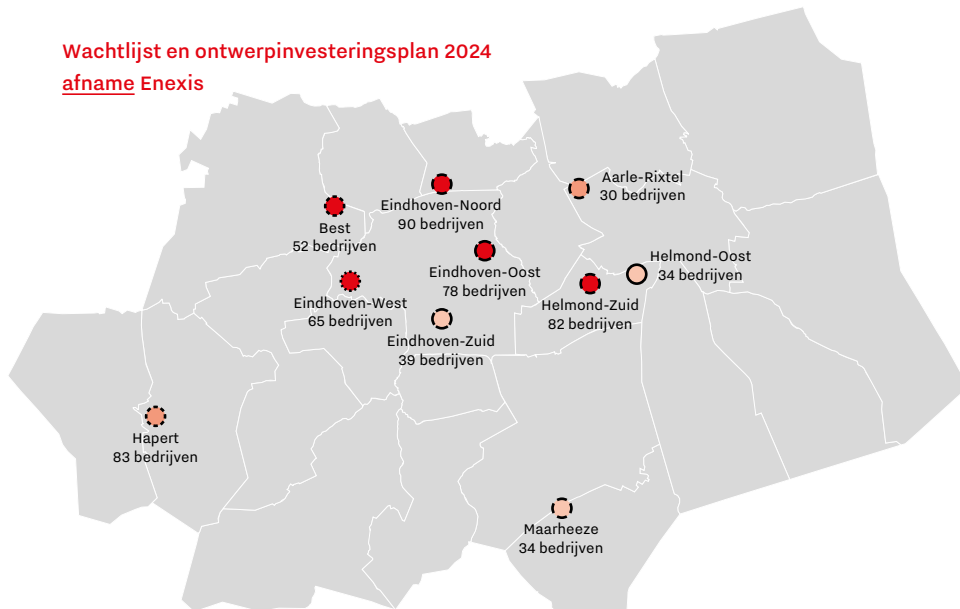 Wachtlijst en ontwerpinvesteringsplan 2024
afname Enexis
Aarle-Rixtel
30 bedrijven
Eindhoven-Noord
90 bedrijven
Best
52 bedrijven
Helmond-Oost
34 bedrijven
Eindhoven-Oost
78 bedrijven
Eindhoven-West
65 bedrijven
Helmond-Zuid
82 bedrijven
Eindhoven-Zuid
39 bedrijven
Hapert
83 bedrijven
Maarheeze
34 bedrijven